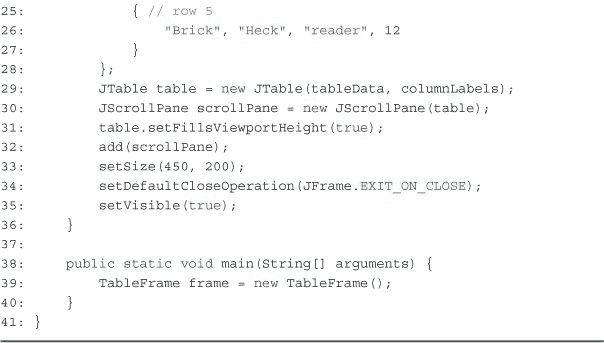 25:             { // row 5
26:                 "Brick", "Heck", "reader", 12
27:             }
28:         };
29:         JTable table = new JTable(tableData, columnLabels);
30:         JScrollPane scrollPane = new JScrollPane(table);
31:         table.setFillsViewportHeight(true);
32:         add(scrollPane);
33:         setSize(450, 200);
34:         setDefaultCloseOperation(JFrame.EXIT_ON_CLOSE);
35:         setVisible(true);
36:     }
37:
38:     public static void main(String[] arguments) {
39:         TableFrame frame = new TableFrame();
40:     }
41: }